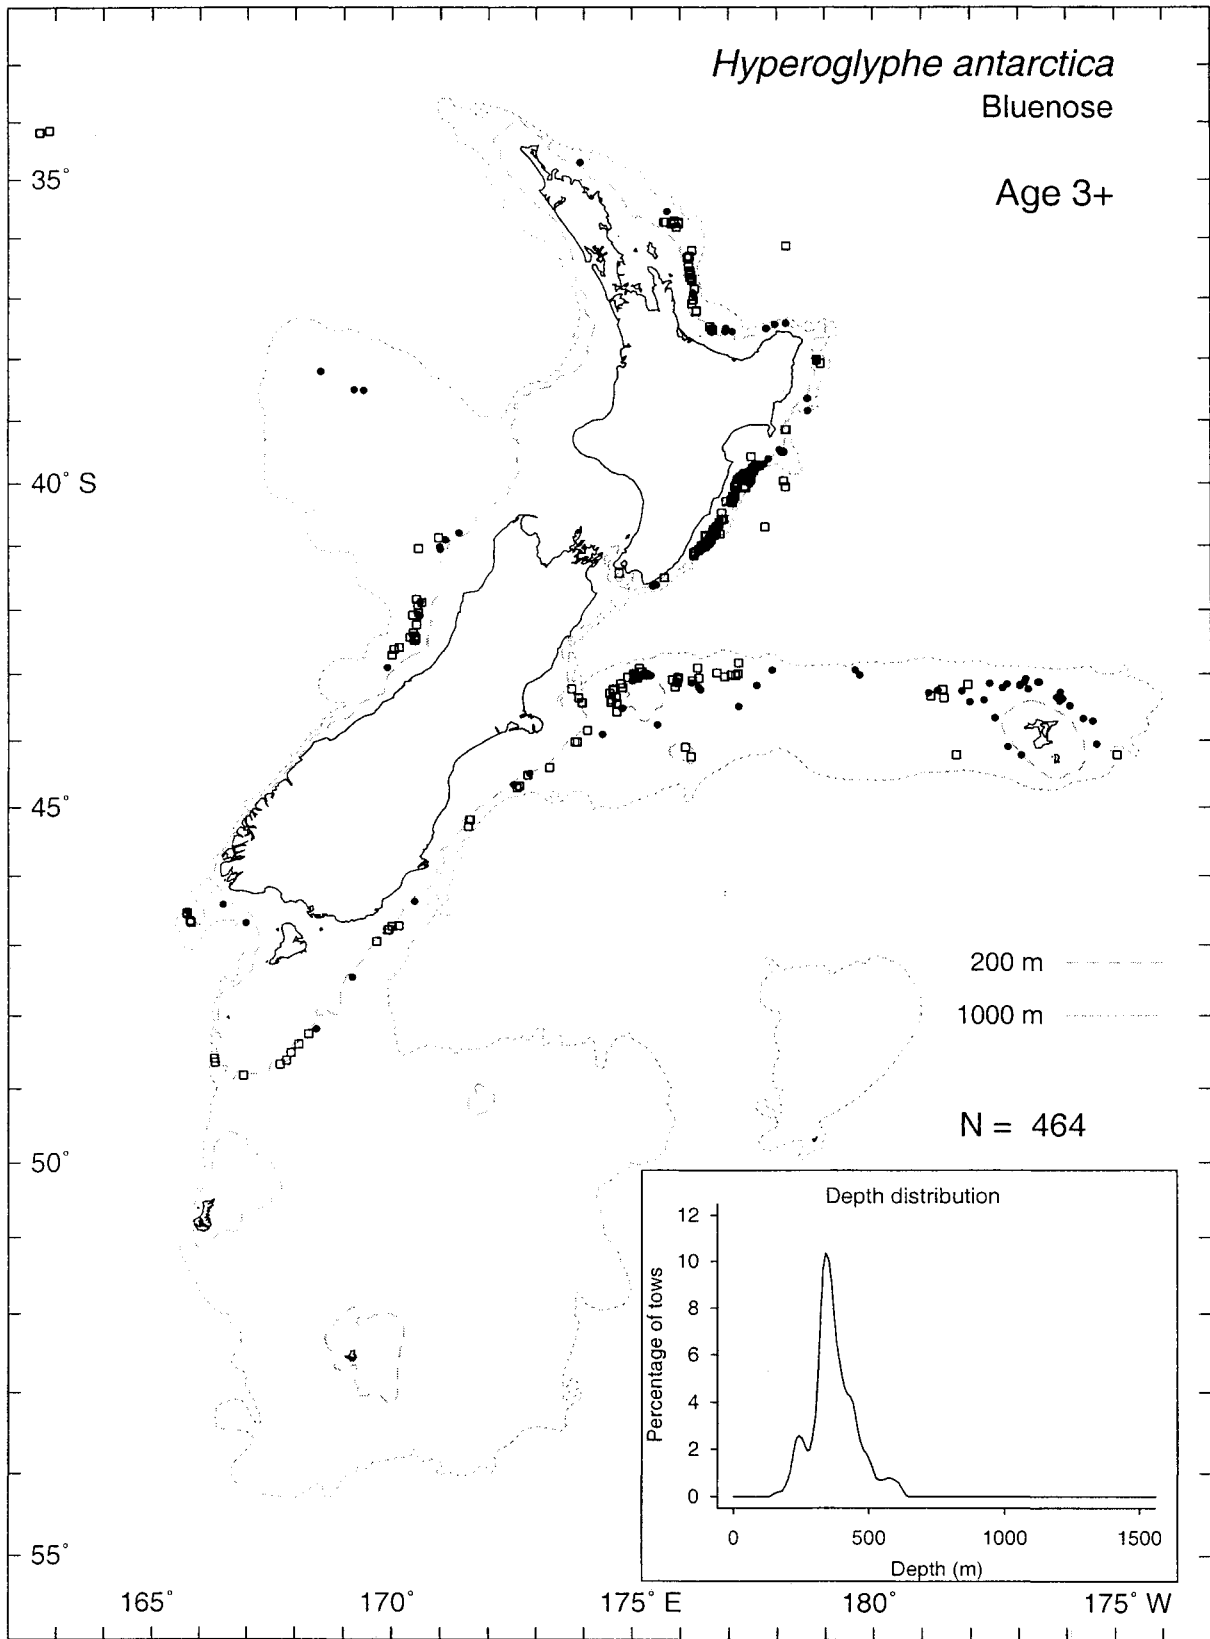 Hyperoglyphe antarctica
Bluenose
Age 3+
35°
40° S
45°
50°
55°
200 m
1000 m
N = 464
Depth distribution
Percentage of tows
12
10
8
6
4
2
0
0 500 1000 1500
Depth (m)
165° 170° 175° E 180° 175° W